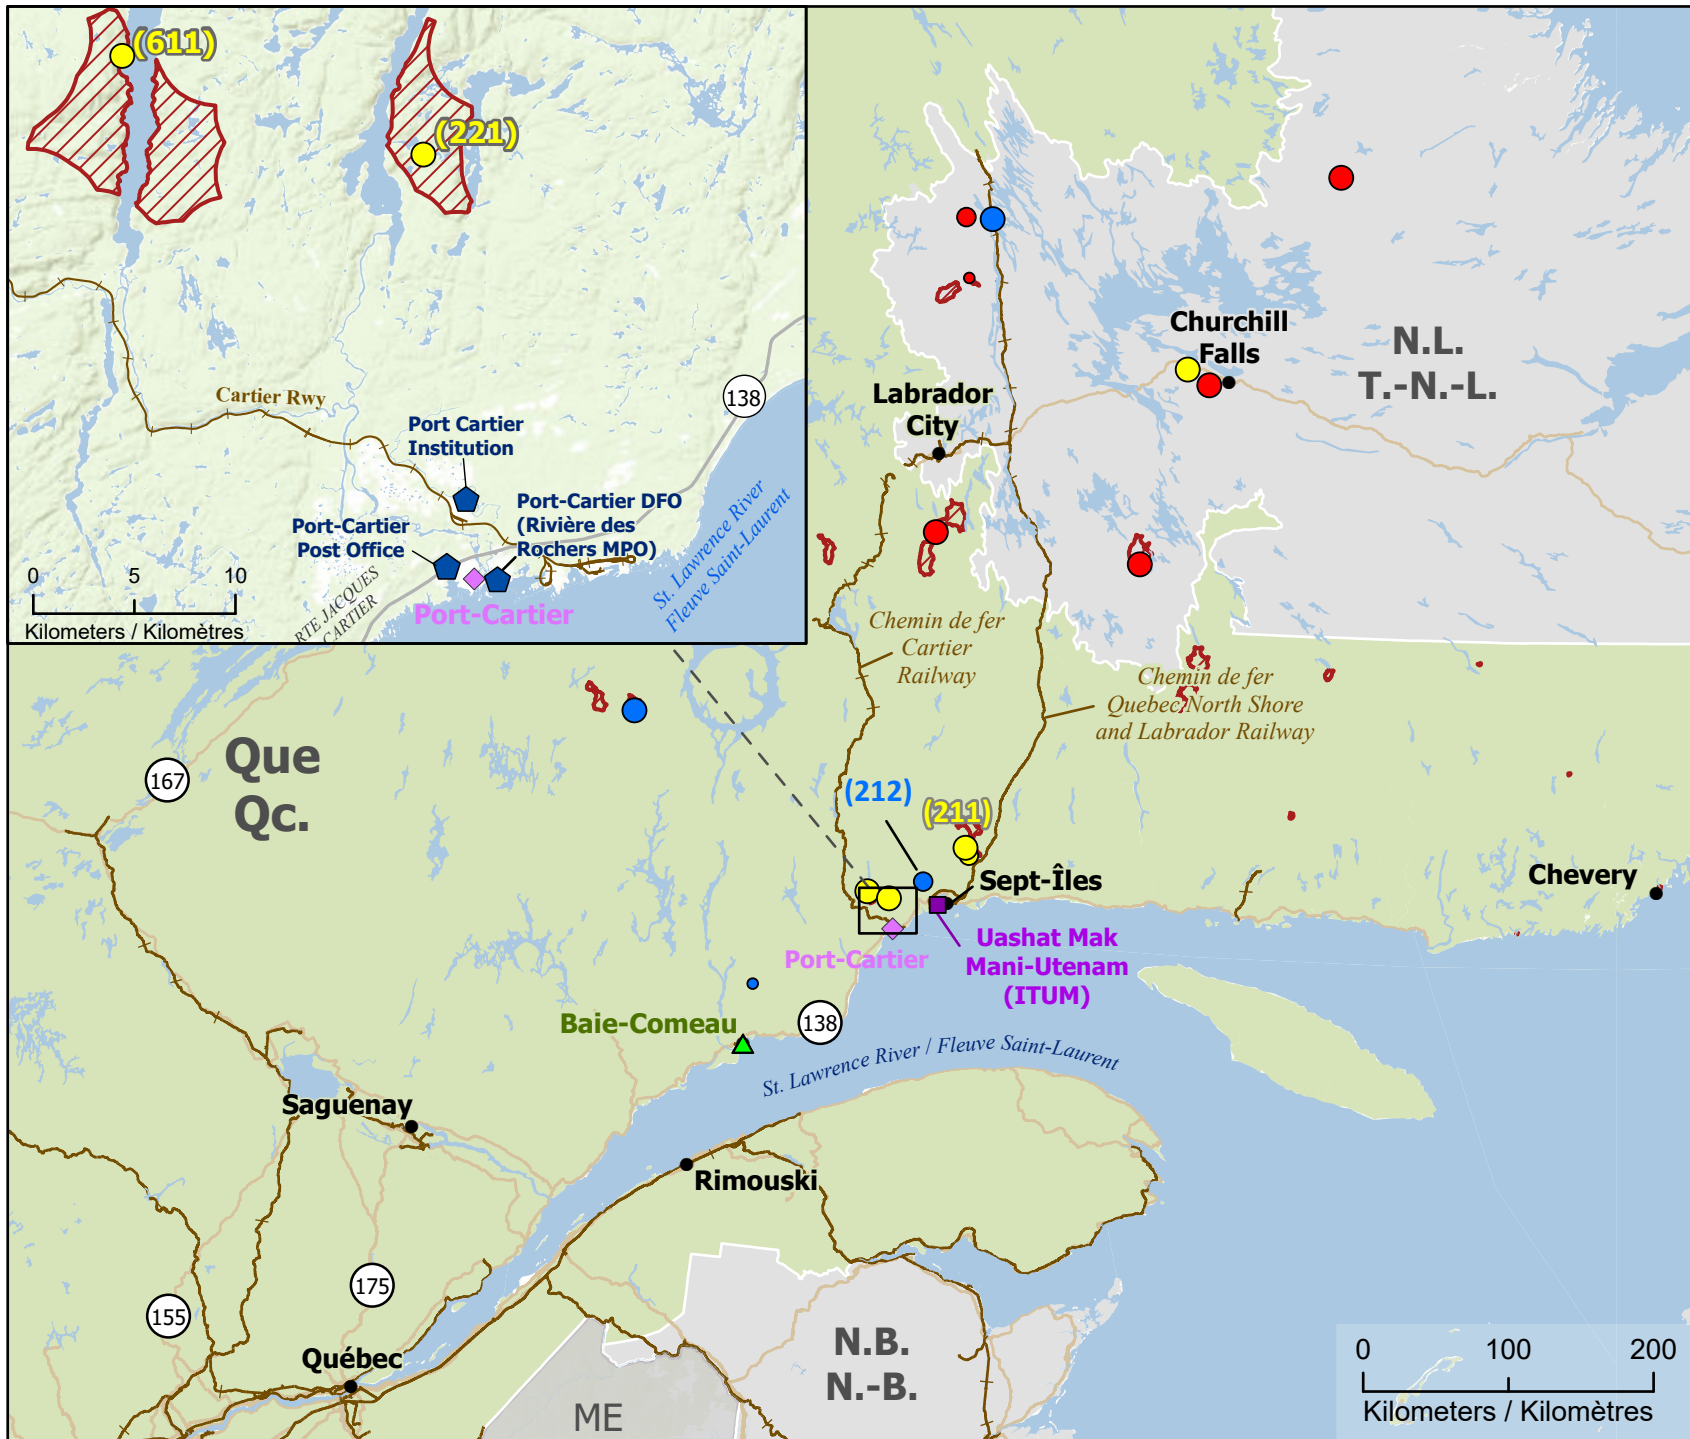 (611)
(221)
Cartier Rwy
138
Port Cartier
Institution
Port-Cartier DFO
(Rivière des
Rochers MPO)
Port-Cartier
Post Office
0 5 10
Kilometers / Kilomètres
RTE JACQUES
CARTIER
Port-Cartier
St. Lawrence River
Fleuve Saint-Laurent
Churchill
Falls
N.L.
T.-N.-L.
Labrador
City
Chemin de fer
Cartier
Railway
Chemin de fer
Quebec North Shore
and Labrador Railway
Que
Qc.
167
(212)
(211)
Sept-Îles
Chevery
Uashat Mak
Mani-Utenam
(ITUM)
Port-Cartier
Baie-Comeau
138
St. Lawrence River / Fleuve Saint-Laurent
Saguenay
Rimouski
175
155
Québec
N.B.
N.-B.
ME
0 100 200
Kilometers / Kilomètres